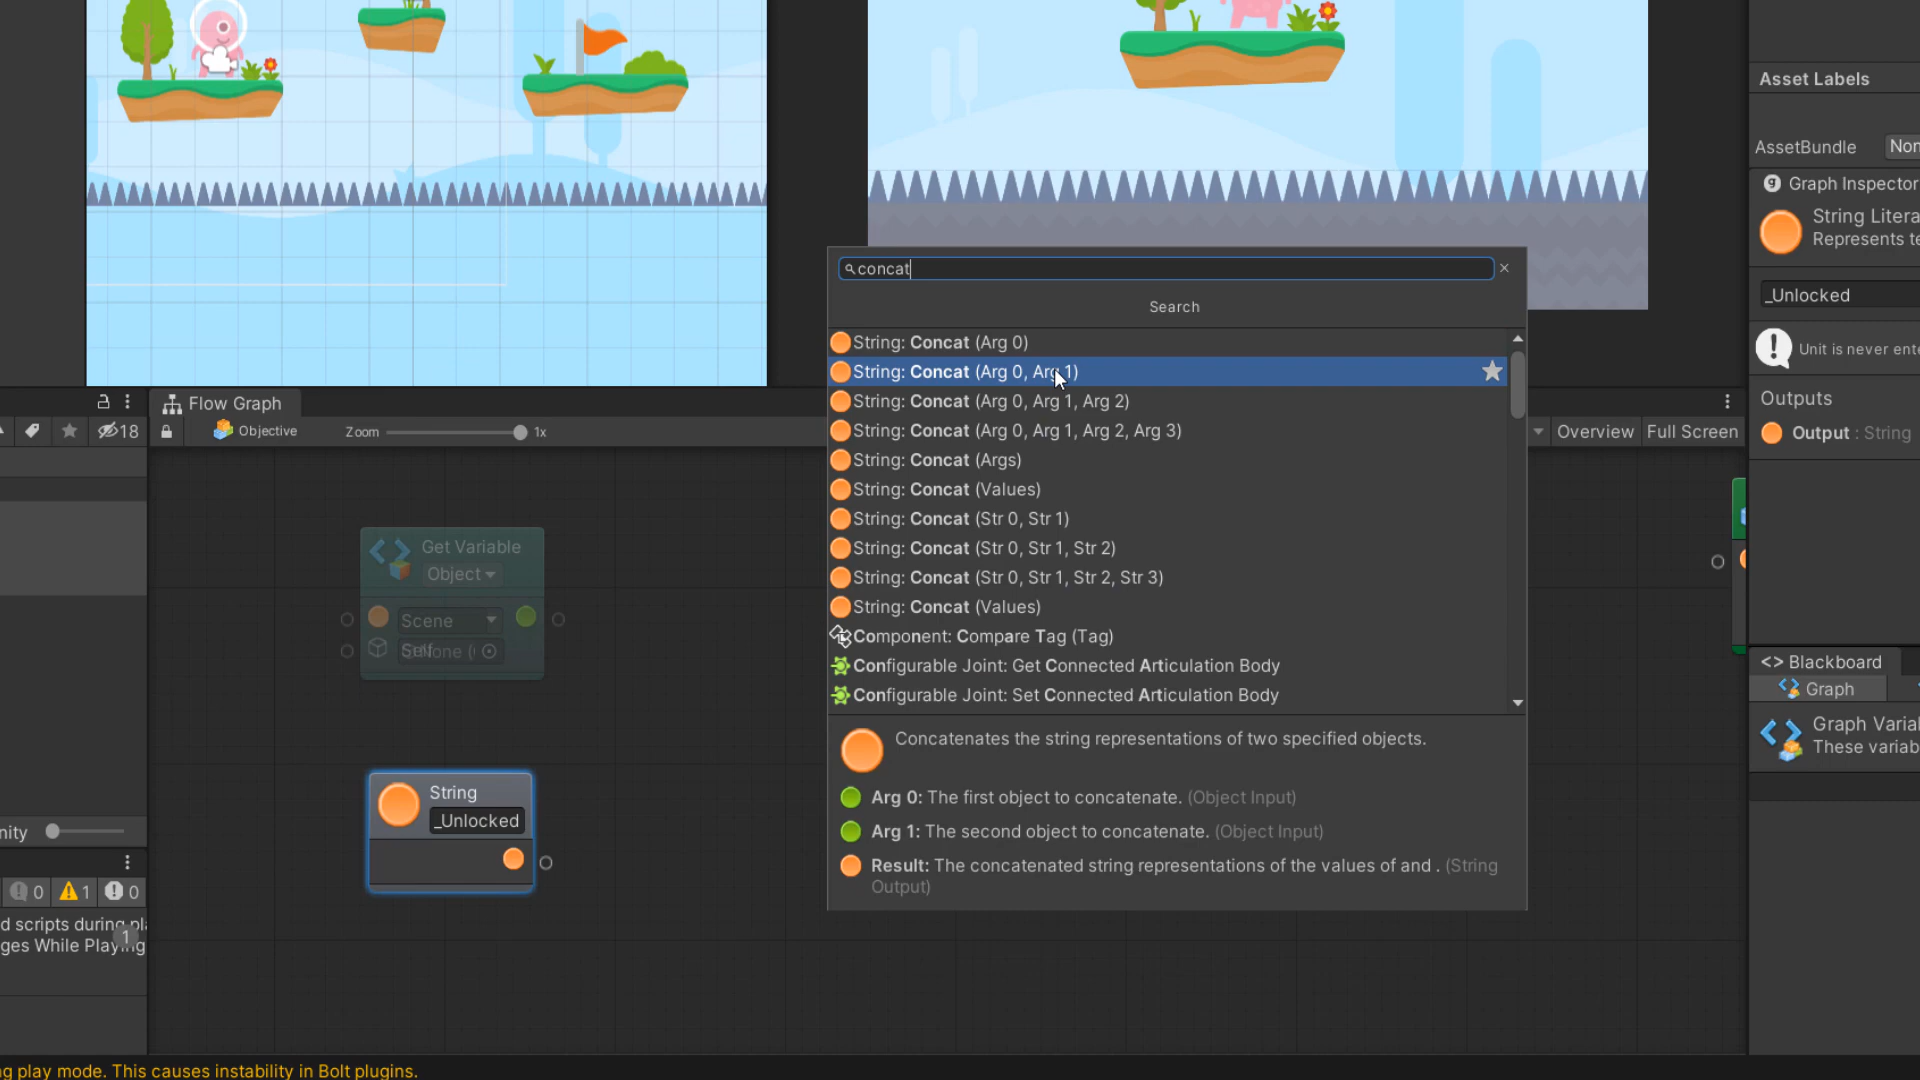 Asset Labels
AssetBundle
Non
Graph Inspector
String Litera
Represents te
_Unlocked
Unit is never ente
Outputs
Output : String
concat
Search
String: Concat (Arg 0)
String: Concat (Arg 0, Arg 1)
String: Concat (Arg 0, Arg 1, Arg 2)
String: Concat (Arg 0, Arg 1, Arg 2, Arg 3)
String: Concat (Args)
String: Concat (Values)
String: Concat (Str 0, Str 1)
String: Concat (Str 0, Str 1, Str 2)
String: Concat (Str 0, Str 1, Str 2, Str 3)
String: Concat (Values)
Component: Compare Tag (Tag)
Configurable Joint: Get Connected Articulation Body
Configurable Joint: Set Connected Articulation Body
Concatenates the string representations of two specified objects.
Arg 0: The first object to concatenate. (Object Input)
Arg 1: The second object to concatenate. (Object Input)
Result: The concatenated string representations of the values of and . (String
Output)
Flow Graph
18
Objective
Zoom
1x
Overview
Full Screen
Get Variable
Object
Scene
Self
String
_Unlocked
nity
0
1
0
d scripts during pl
ges While Playing
1
<> Blackboard
Graph
Graph Varial
These variab
g play mode. This causes instability in Bolt plugins.